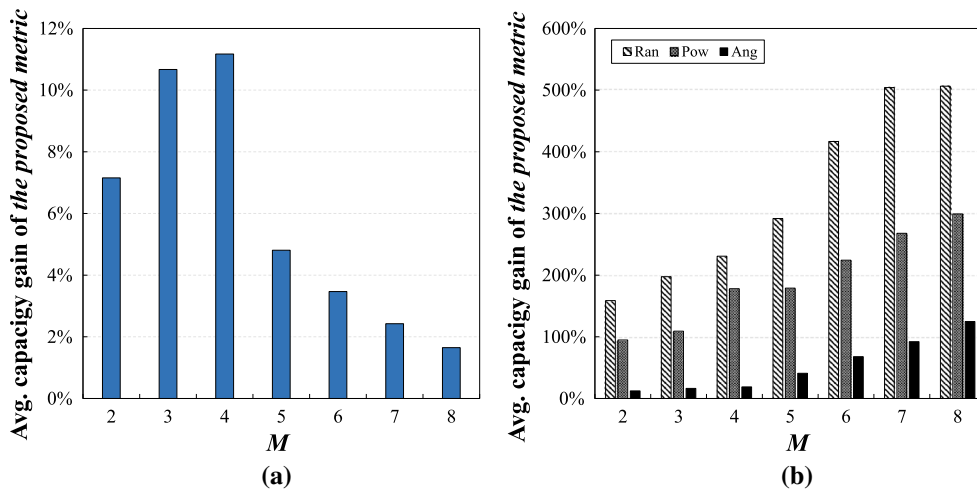 Avg. capacigy gain of the proposed metric
12%
10%
8%
6%
4%
2%
0%
2 3 4 5 6 7 8
M
(a)
Avg. capacigy gain of the proposed metric
600%
500%
400%
300%
200%
100%
0%
Ran Pow Ang
2 3 4 5 6 7 8
M
(b)